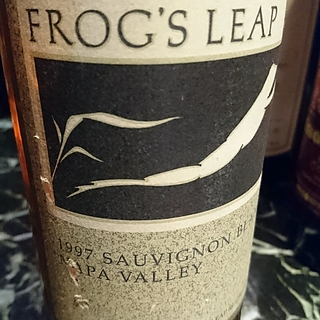 FROG'S LEAP
1997 SAUVIGNON BL
NAPA VALLEY